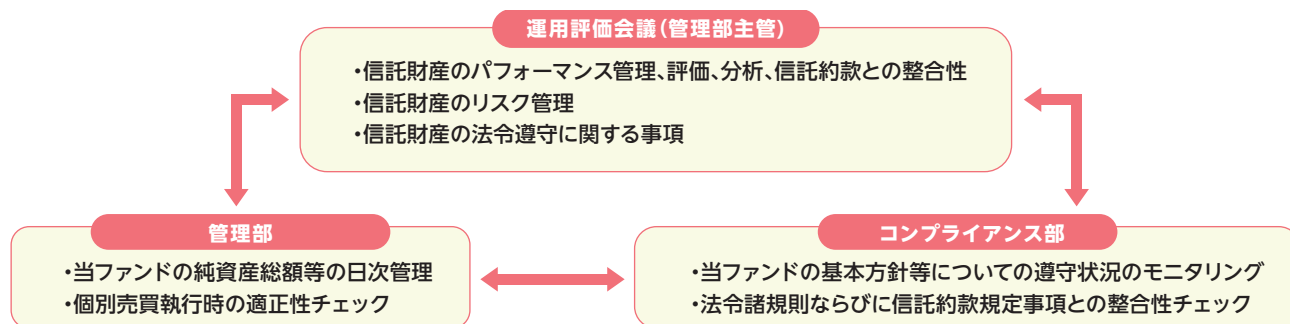 運用評価会議(管理部主管)
・信託財産のパフォーマンス管理、評価、分析、信託約款との整合性
・信託財産のリスク管理
・信託財産の法令遵守に関する事項
管理部
・当ファンドの純資産総額等の日次管理
・個別売買執行時の適正性チェック
コンプライアンス部
・当ファンドの基本方針等についての遵守状況のモニタリング
・法令諸規則ならびに信託約款規定事項との整合性チェック